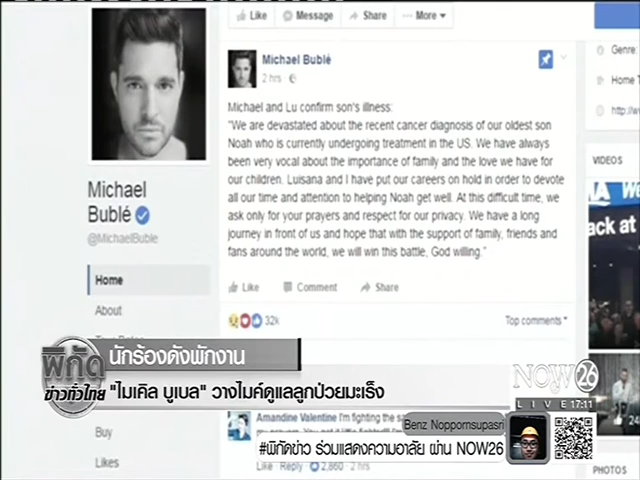 Like Message Share More
Michael Bublé
2 hrs
Michael and Lu confirm son's illness:
"We are devastated about the recent cancer diagnosis of our oldest son
Noah who is currently undergoing treatment in the US. We have always
been very vocal about the importance of family and the love we have for
our children. Luisana and I have put our careers on hold in order to devote
all our time and attention to helping Noah get well. At this difficult time, we
ask only for your prayers and respect for our privacy. We have a long
journey in front of us and hope that with the support of family, friends and
fans around the world, we will win this battle, God willing."
Like Comment Share
32k Top comments
Michael
Bublé
@MichaelBuble
Home
About
Buy
Likes
Genre:
Home T
VIDEOS
We
ack at
Amandine Valentine I'm fighting the sa
Like · Reply · 2,860 · 2 hrs
พิกัด
ข่าวทั่วไทย
นักร้องดังพักงาน
"ไมเคิล บูเบล" วางไมค์ดูแลลูกป่วยมะเร็ง
NOW26
LIVE 17:11
Benz Noppornsupasri
#พิกัดข่าว ร่วมแสดงความอาลัย ผ่าน NOW26